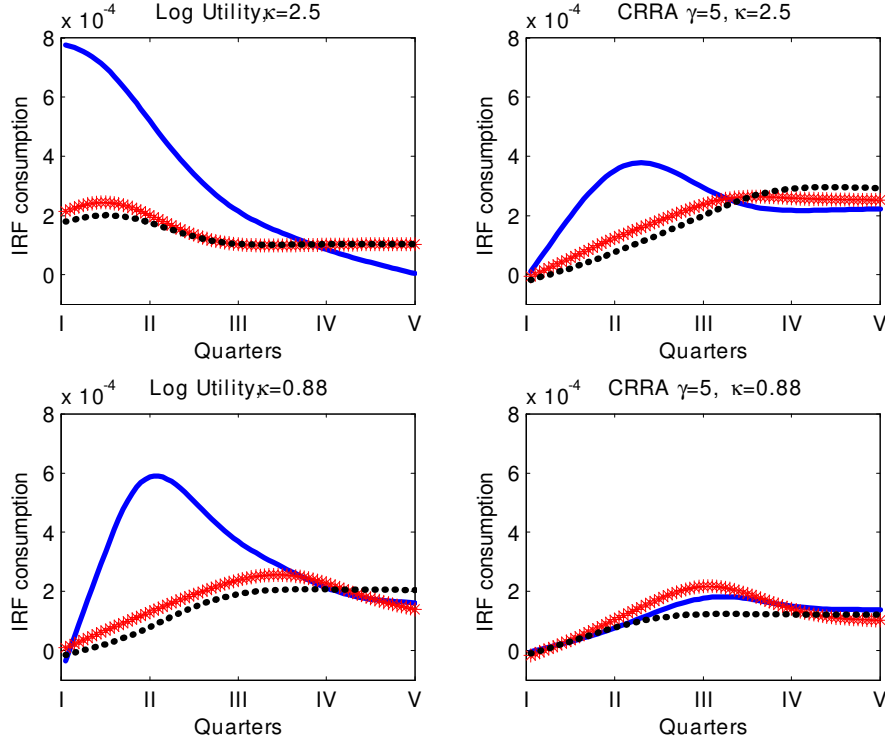 Log Utility,κ=2.5
x 10^-4
8
6
4
2
0
IRF consumption
I II III IV V
Quarters
CRRA γ=5, κ=2.5
x 10^-4
8
6
4
2
0
IRF consumption
I II III IV V
Quarters
Log Utility,κ=0.88
x 10^-4
8
6
4
2
0
IRF consumption
I II III IV V
Quarters
CRRA γ=5, κ=0.88
x 10^-4
8
6
4
2
0
IRF consumption
I II III IV V
Quarters